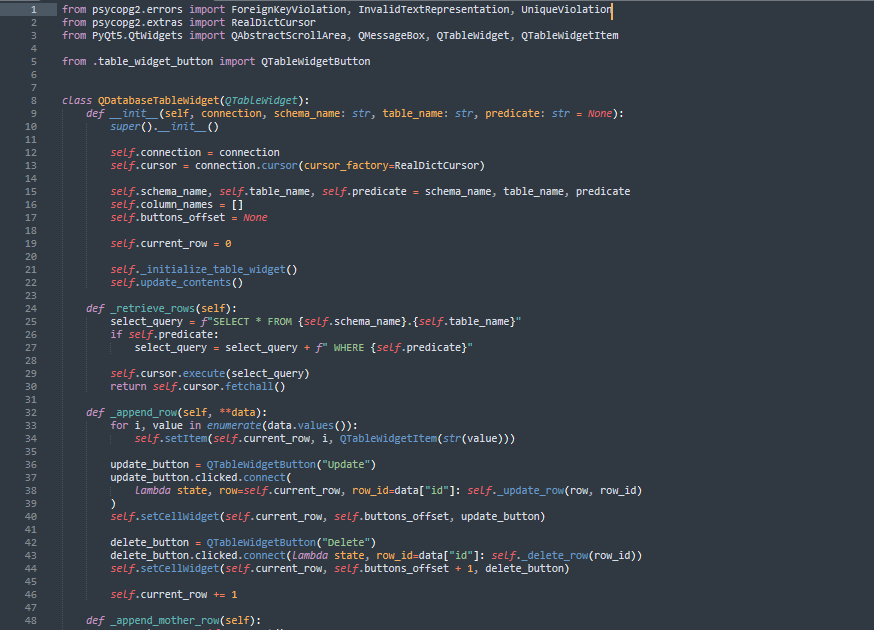 1 from psycopg2.errors import ForeignKeyViolation, InvalidTextRepresentation, UniqueViolation
2 from psycopg2.extras import RealDictCursor
3 from PyQt5.QtWidgets import QAbstractScrollArea, QMessageBox, QTableWidget, QTableWidgetItem
4
5 from .table_widget_button import QTableWidgetButton
6
7
8 class QDatabaseTableWidget(QTableWidget):
9     def __init__(self, connection, schema_name: str, table_name: str, predicate: str = None):
10         super().__init__()
11
12         self.connection = connection
13         self.cursor = connection.cursor(cursor_factory=RealDictCursor)
14
15         self.schema_name, self.table_name, self.predicate = schema_name, table_name, predicate
16         self.column_names = []
17         self.buttons_offset = None
18
19         self.current_row = 0
20
21         self._initialize_table_widget()
22         self.update_contents()
23
24     def _retrieve_rows(self):
25         select_query = f"SELECT * FROM {self.schema_name}.{self.table_name}"
26         if self.predicate:
27             select_query = select_query + f" WHERE {self.predicate}"
28
29         self.cursor.execute(select_query)
30         return self.cursor.fetchall()
31
32     def _append_row(self, **data):
33         for i, value in enumerate(data.values()):
34             self.setItem(self.current_row, i, QTableWidgetItem(str(value)))
35
36         update_button = QTableWidgetButton("Update")
37         update_button.clicked.connect(
38             lambda state, row=self.current_row, row_id=data["id"]: self._update_row(row, row_id)
39         )
40         self.setCellWidget(self.current_row, self.buttons_offset, update_button)
41
42         delete_button = QTableWidgetButton("Delete")
43         delete_button.clicked.connect(lambda state, row_id=data["id"]: self._delete_row(row_id))
44         self.setCellWidget(self.current_row, self.buttons_offset + 1, delete_button)
45
46         self.current_row += 1
47
48     def _append_mother_row(self):